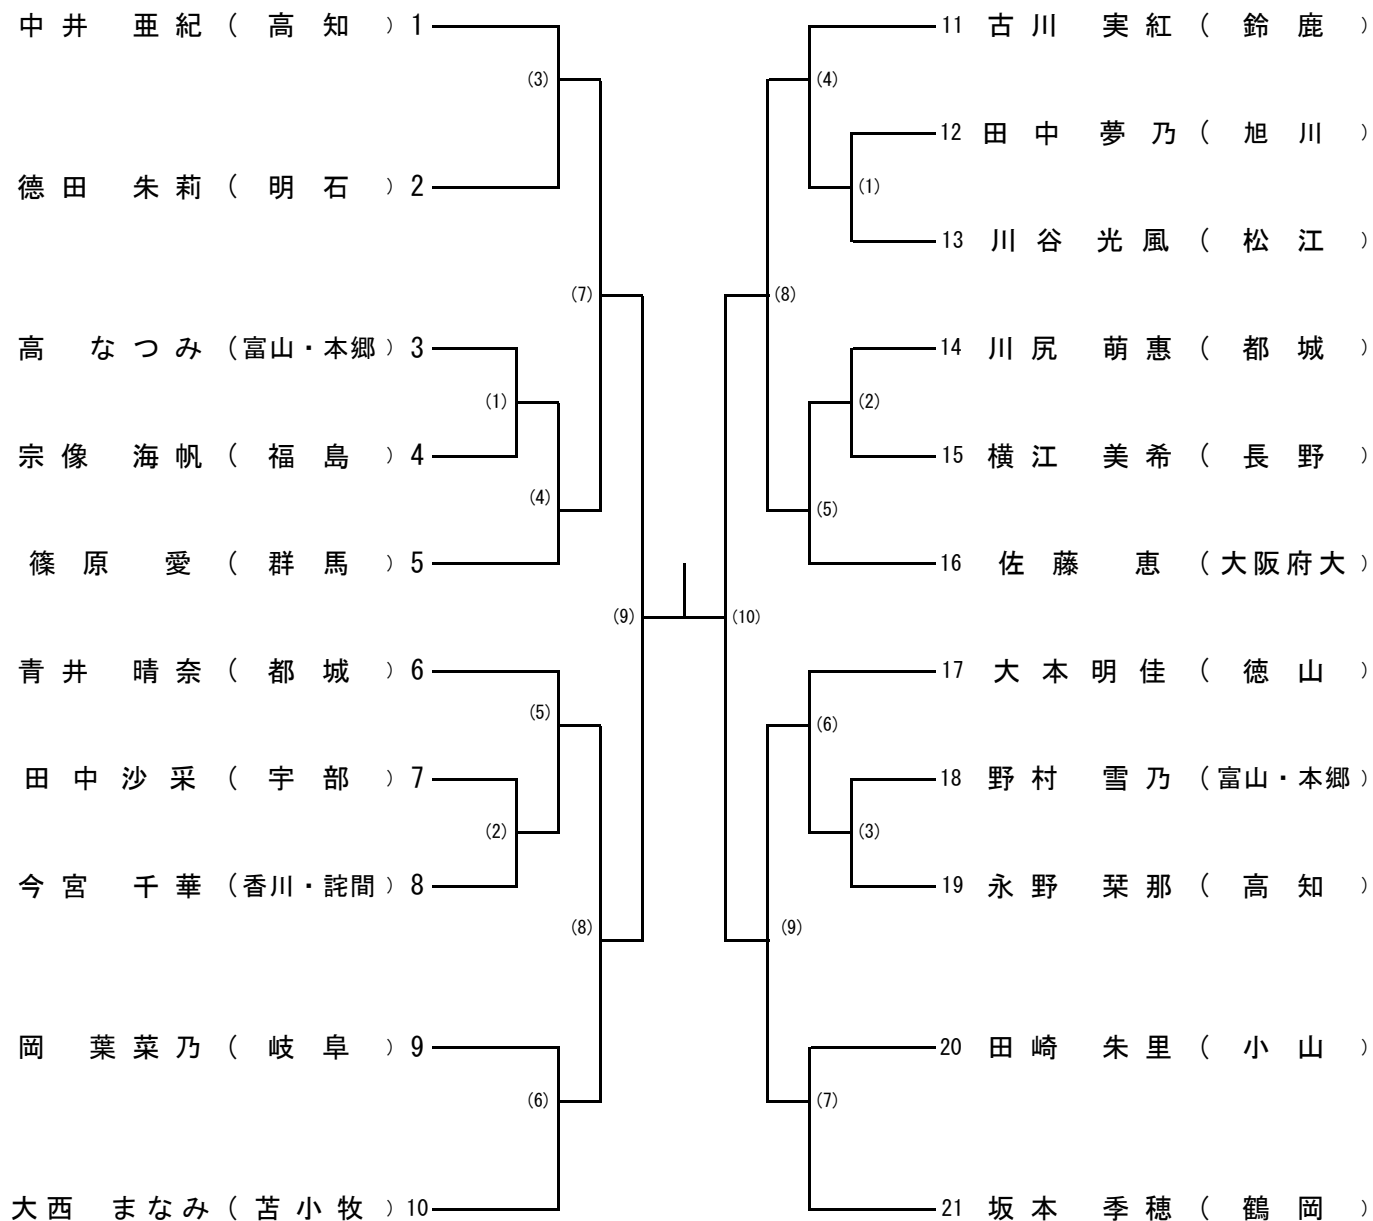 中井 亜紀 ( 高知 ) 1
(3)
德田 朱莉 ( 明石 ) 2
(7)
高 なつみ (富山・本郷) 3
(1)
宗像 海帆 ( 福島 ) 4
(4)
篠原 愛 ( 群馬 ) 5
(9)
青井 晴奈 ( 都城 ) 6
(5)
田中沙采 ( 宇部 ) 7
(2)
今宮 千華 (香川・詫間) 8
(8)
岡 葉菜乃 ( 岐阜 ) 9
(6)
大西 まなみ ( 苫小牧 ) 10
11 古川 実紅 ( 鈴鹿 )
(4)
12 田中夢乃 ( 旭川 )
(1)
13 川谷光風 ( 松江 )
(8)
14 川尻 萌恵 ( 都城 )
(2)
15 横江 美希 ( 長野 )
(5)
16 佐藤 恵 ( 大阪府大 )
(10)
17 大本明佳 ( 徳山 )
(6)
18 野村 雪乃 (富山・本郷)
(3)
19 永野 栞那 ( 高知 )
(9)
20 田崎 朱里 ( 小山 )
(7)
21 坂本 季穂 ( 鶴岡 )